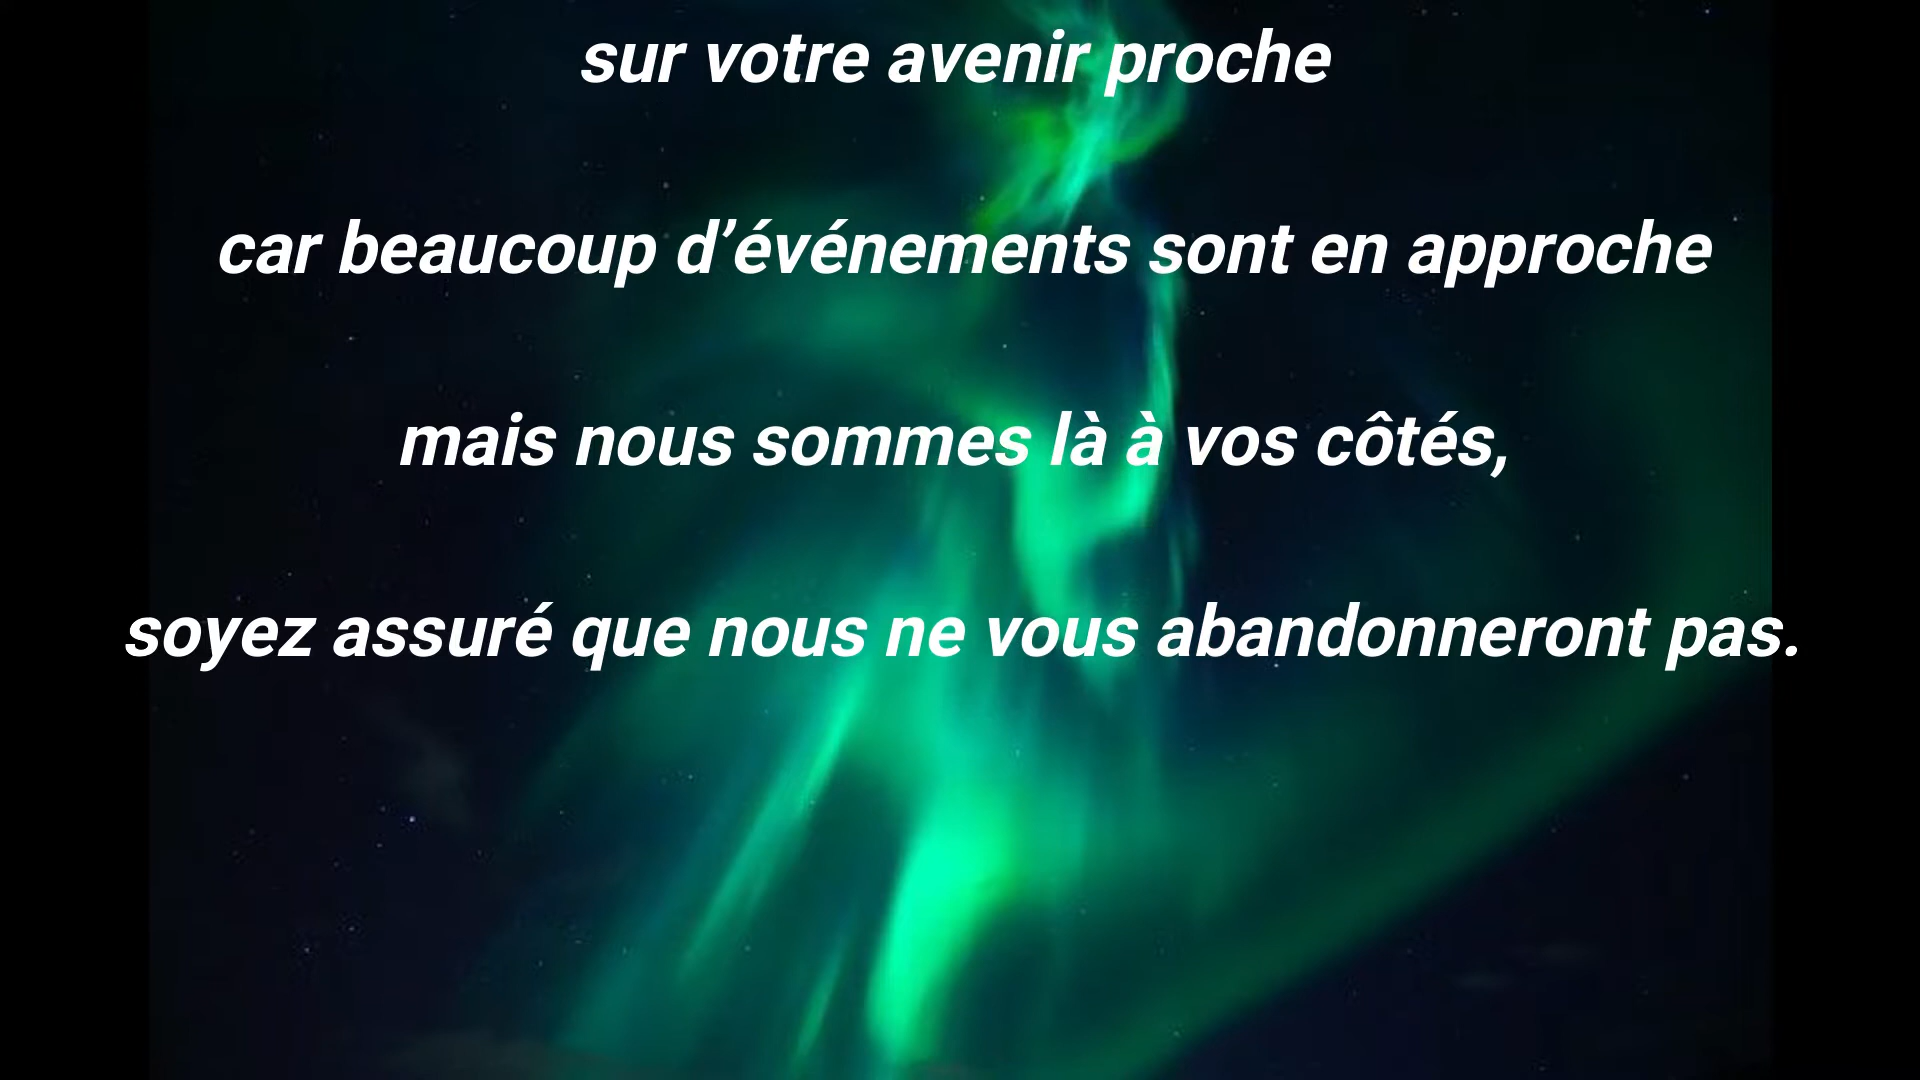 sur votre avenir proche
car beaucoup d’événements sont en approche
mais nous sommes là à vos côtés,
soyez assuré que nous ne vous abandonneront pas.